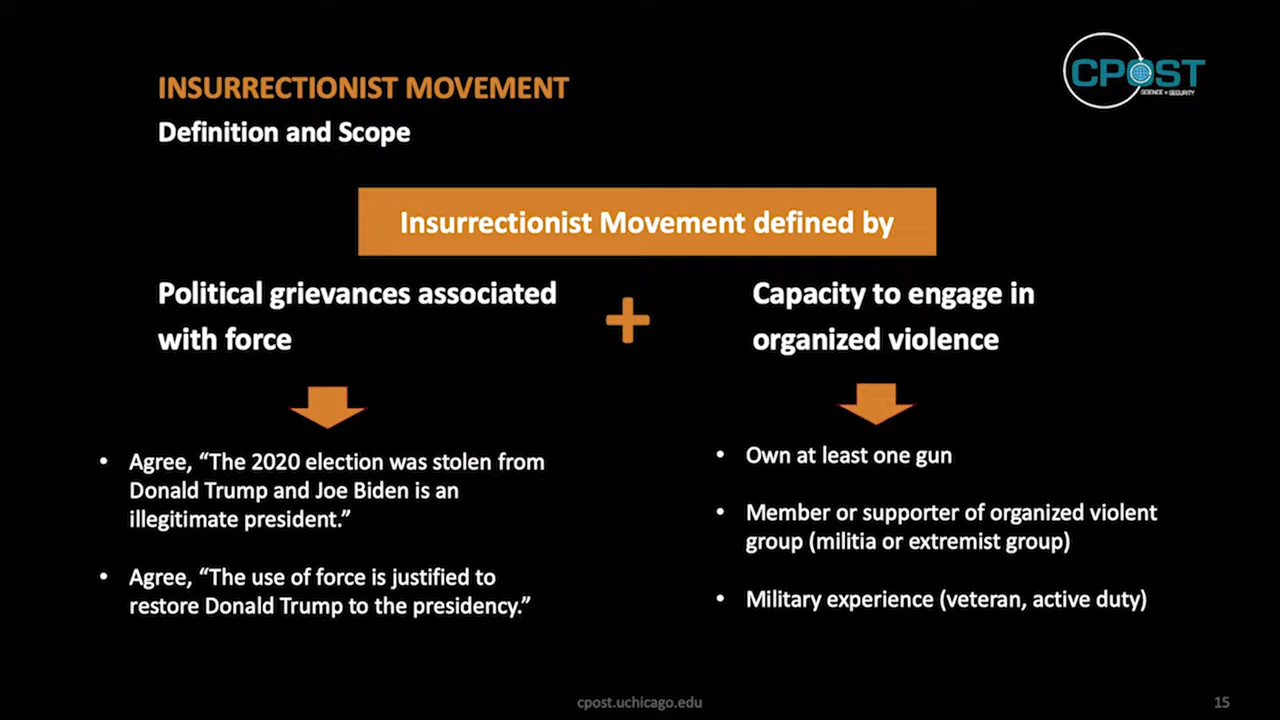 CPOST
SCIENCE + SECURITY
INSURRECTIONIST MOVEMENT
Definition and Scope
Insurrectionist Movement defined by
Political grievances associated
with force
+
Capacity to engage in
organized violence
• Agree, “The 2020 election was stolen from
Donald Trump and Joe Biden is an
illegitimate president.”
• Agree, “The use of force is justified to
restore Donald Trump to the presidency.”
• Own at least one gun
• Member or supporter of organized violent
group (militia or extremist group)
• Military experience (veteran, active duty)
cpost.uchicago.edu
15